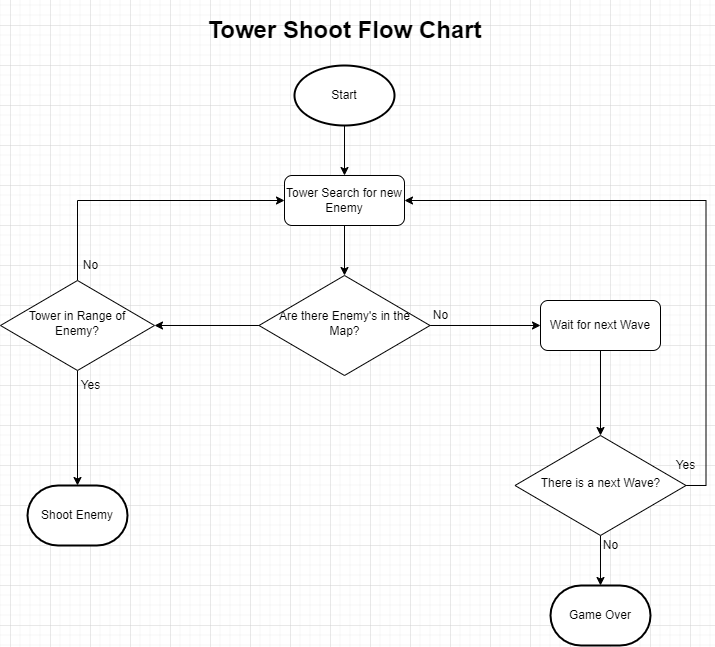 Tower Shoot Flow Chart
Start
Tower Search for new
Enemy
No
Tower in Range of
Enemy?
Are there Enemy's in the
Map?
No
Wait for next Wave
Yes
Shoot Enemy
There is a next Wave?
Yes
No
Game Over